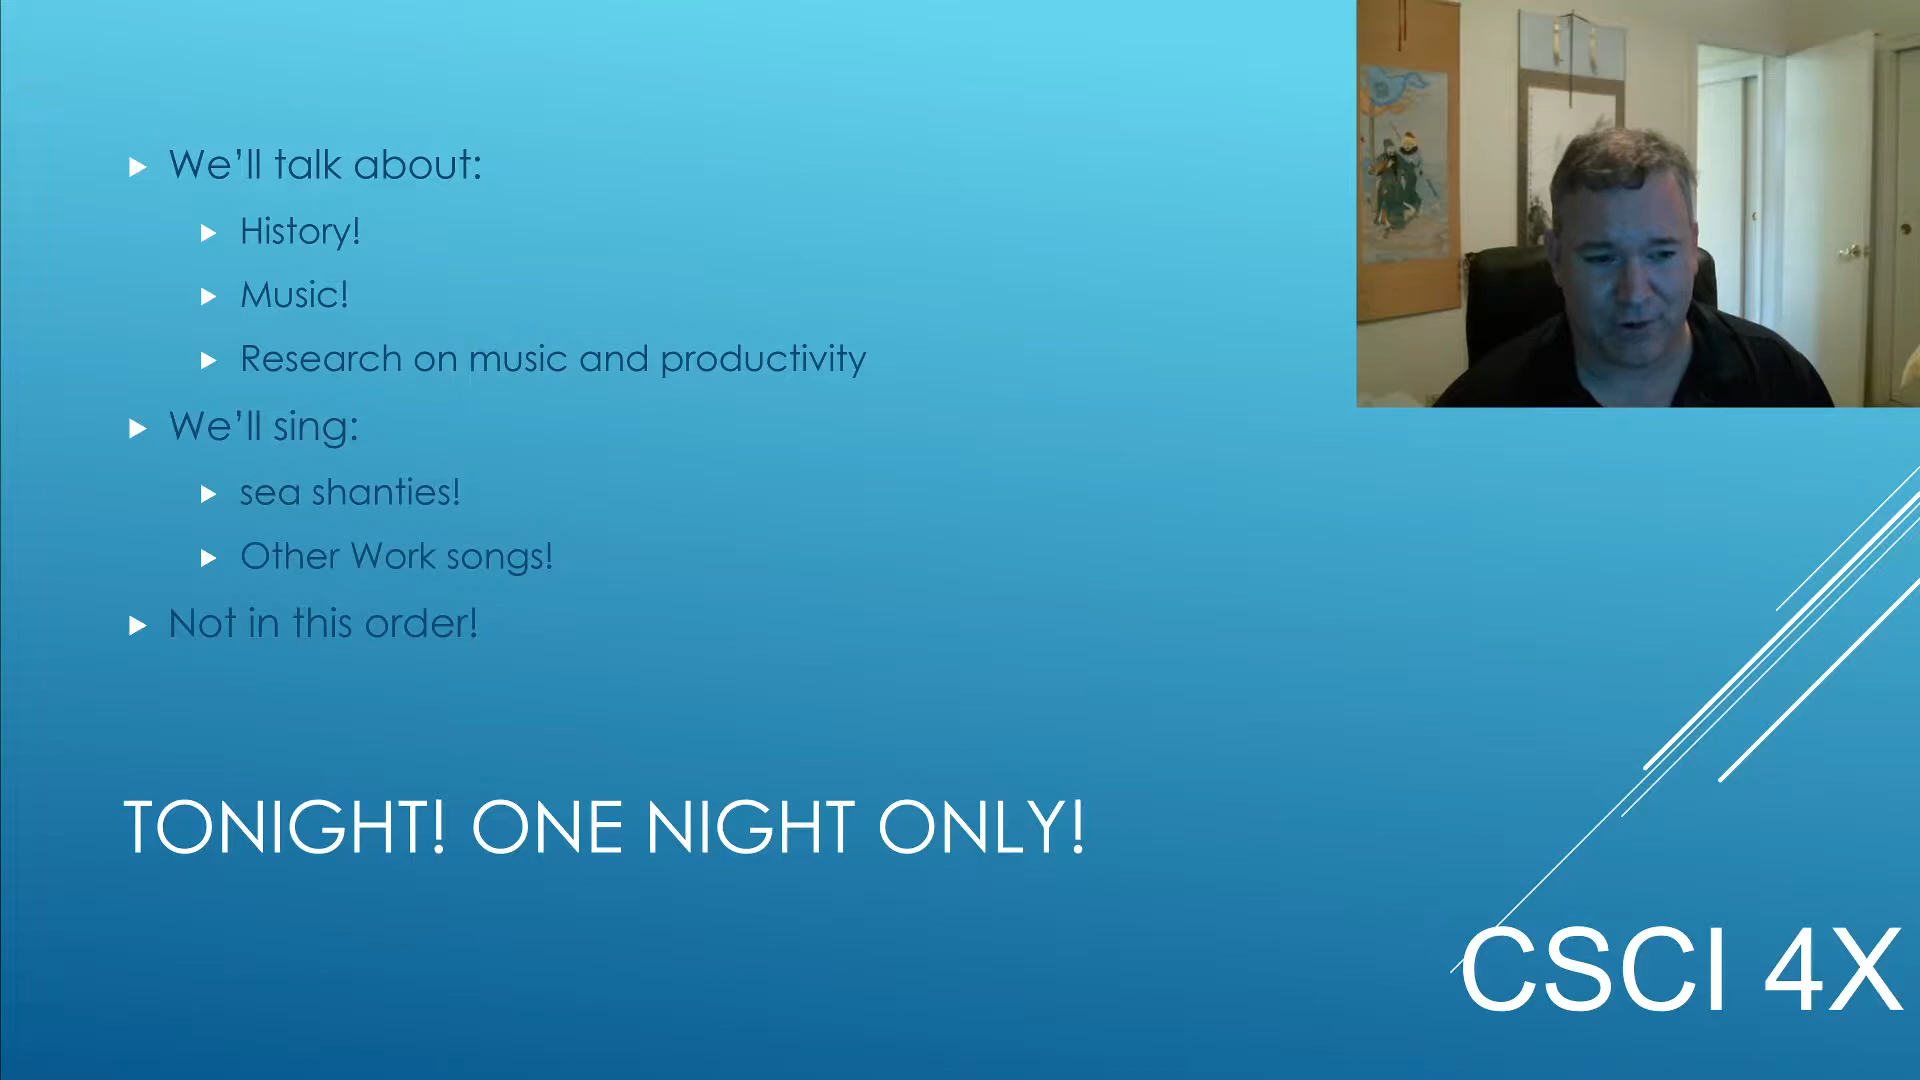 We’ll talk about:
History!
Music!
Research on music and productivity
We’ll sing:
sea shanties!
Other Work songs!
Not in this order!
TONIGHT! ONE NIGHT ONLY!
CSCI 4X